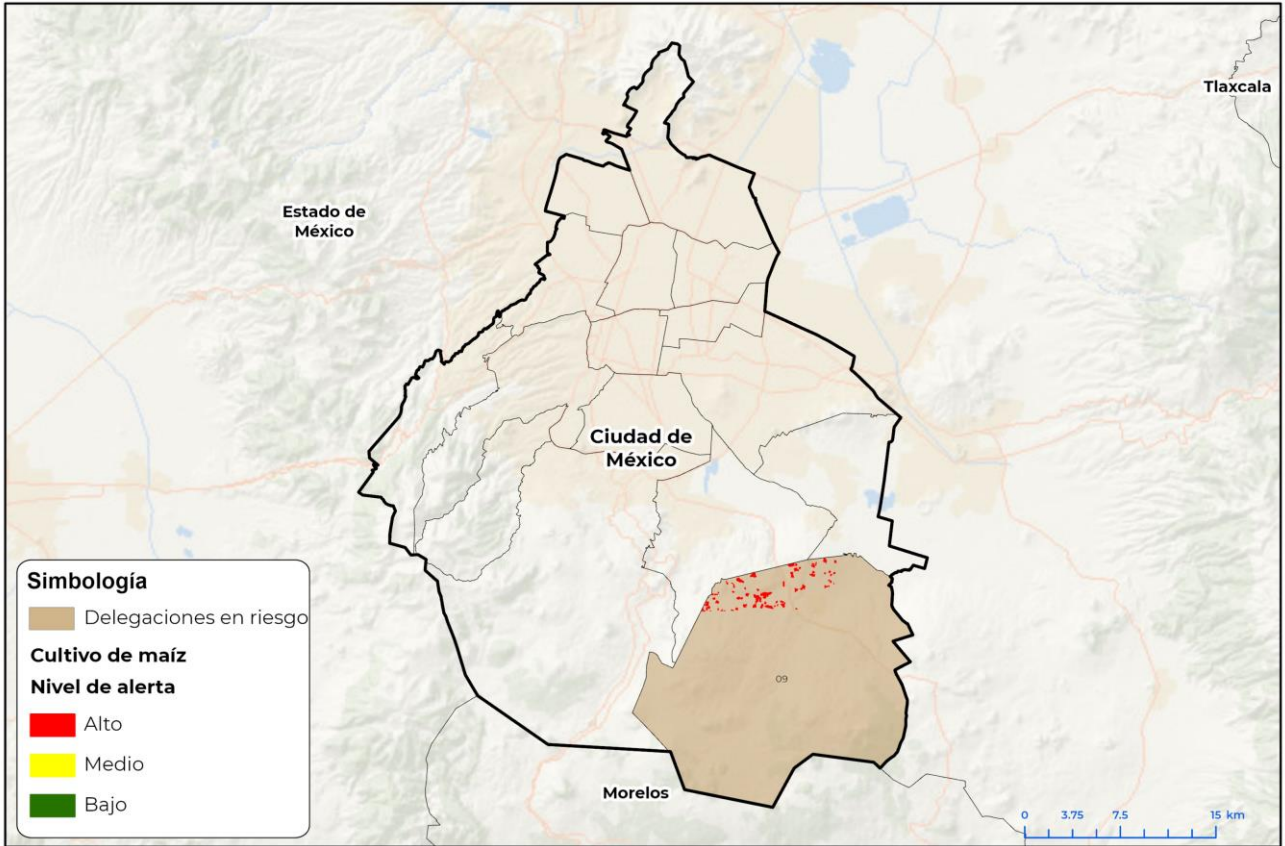 Tlaxcala
Estado de
México
Ciudad de
México
09
Morelos
Simbología
Delegaciones en riesgo
Cultivo de maíz
Nivel de alerta
Alto
Medio
Bajo
0 3.75 7.5 15 km